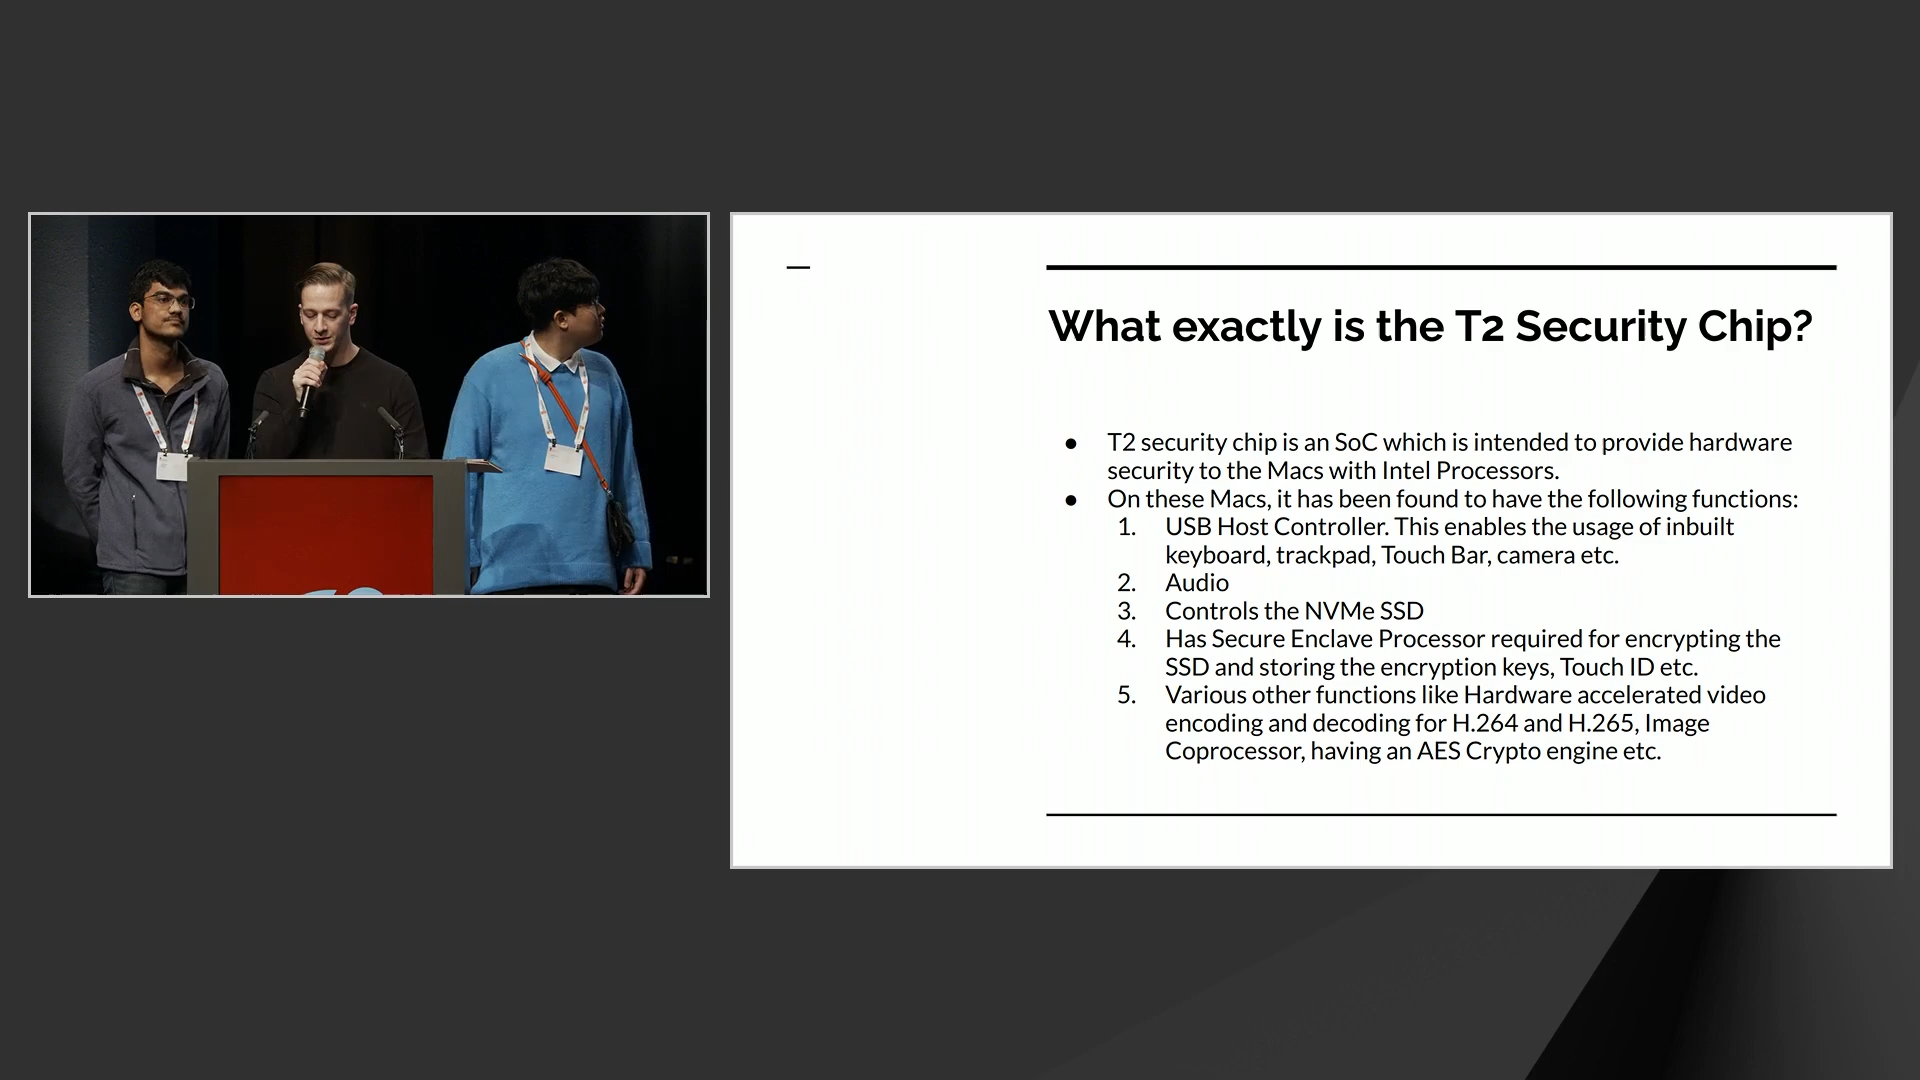 What exactly is the T2 Security Chip?
● T2 security chip is an SoC which is intended to provide hardware
security to the Macs with Intel Processors.
● On these Macs, it has been found to have the following functions:
1. USB Host Controller. This enables the usage of inbuilt
keyboard, trackpad, Touch Bar, camera etc.
2. Audio
3. Controls the NVMe SSD
4. Has Secure Enclave Processor required for encrypting the
SSD and storing the encryption keys, Touch ID etc.
5. Various other functions like Hardware accelerated video
encoding and decoding for H.264 and H.265, Image
Coprocessor, having an AES Crypto engine etc.